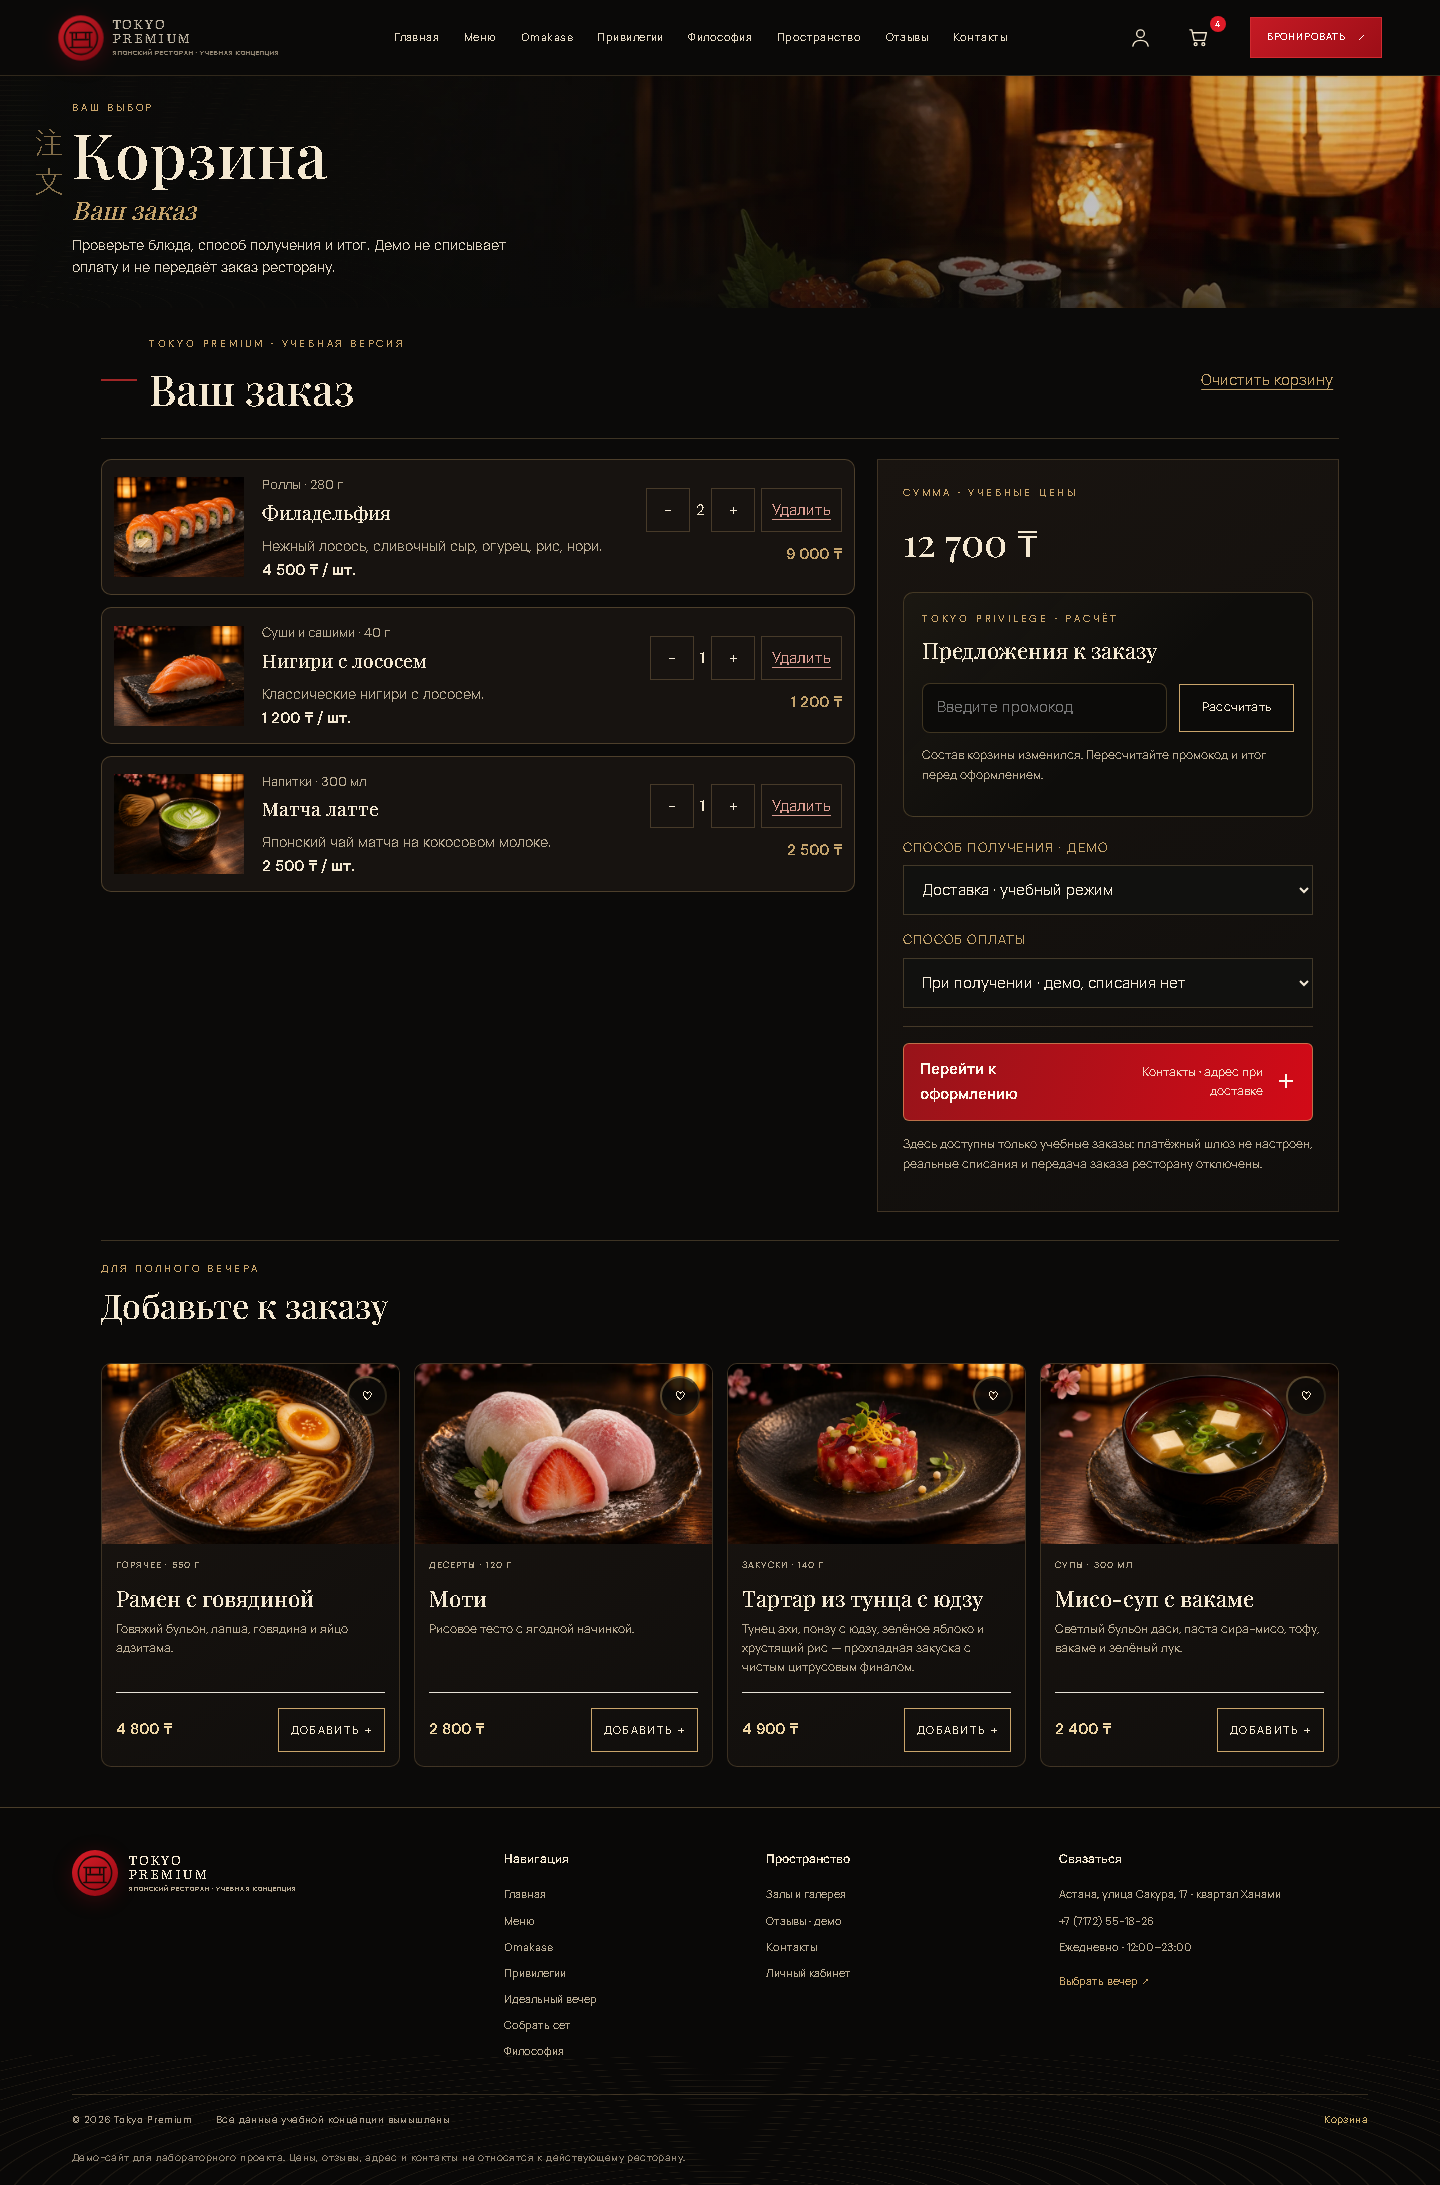 TOKYO
PREMIUM
ЯПОНСКИЙ РЕСТОРАН · УЧЕБНАЯ КОНЦЕПЦИЯ
Главная
Меню
Omakase
Привилегии
Философия
Пространство
Отзывы
Контакты
4
БРОНИРОВАТЬ ↗
ВАШ ВЫБОР
注文
Корзина
Ваш заказ
Проверьте блюда, способ получения и итог. Демо не списывает
оплату и не передаёт заказ ресторану.
TOKYO PREMIUM · УЧЕБНАЯ ВЕРСИЯ
Ваш заказ
Очистить корзину
Роллы · 280 г
Филадельфия
Нежный лосось, сливочный сыр, огурец, рис, нори.
4 500 ₸ / шт.
− 2 + Удалить
9 000 ₸
Суши и сашими · 40 г
Нигири с лососем
Классические нигири с лососем.
1 200 ₸ / шт.
− 1 + Удалить
1 200 ₸
Напитки · 300 мл
Матча латте
Японский чай матча на кокосовом молоке.
2 500 ₸ / шт.
− 1 + Удалить
2 500 ₸
СУММА · УЧЕБНЫЕ ЦЕНЫ
12 700 ₸
TOKYO PRIVILEGE · РАСЧЁТ
Предложения к заказу
Введите промокод
Рассчитать
Состав корзины изменился. Пересчитайте промокод и итог
перед оформлением.
СПОСОБ ПОЛУЧЕНИЯ · ДЕМО
Доставка · учебный режим
СПОСОБ ОПЛАТЫ
При получении · демо, списания нет
Перейти к
оформлению
Контакты · адрес при
доставке
+
Здесь доступны только учебные заказы: платёжный шлюз не настроен,
реальные списания и передача заказа ресторану отключены.
ДЛЯ ПОЛНОГО ВЕЧЕРА
Добавьте к заказу
ГОРЯЧЕЕ · 550 Г
Рамен с говядиной
Говяжий бульон, лапша, говядина и яйцо
адзитама.
4 800 ₸
ДОБАВИТЬ +
ДЕСЕРТЫ · 120 Г
Моти
Рисовое тесто с ягодной начинкой.
2 800 ₸
ДОБАВИТЬ +
ЗАКУСКИ · 140 Г
Тартар из тунца с юдзу
Тунец ахи, понзу с юдзу, зелёное яблоко и
хрустящий рис — прохладная закуска с
чистым цитрусовым финалом.
4 900 ₸
ДОБАВИТЬ +
СУПЫ · 300 МЛ
Мисо-суп с вакаме
Светлый бульон даси, паста сиро-мисо, тофу,
вакаме и зелёный лук.
2 400 ₸
ДОБАВИТЬ +
TOKYO
PREMIUM
ЯПОНСКИЙ РЕСТОРАН · УЧЕБНАЯ КОНЦЕПЦИЯ
Навигация
Главная
Меню
Omakase
Привилегии
Идеальный вечер
Собрать сет
Философия
Пространство
Залы и галерея
Отзывы · демо
Контакты
Личный кабинет
Связаться
Астана, улица Сакура, 17 · квартал Ханами
+7 (7172) 55-18-26
Ежедневно · 12:00–23:00
Выбрать вечер ↗
© 2026 Tokyo Premium
Все данные учебной концепции вымышлены
Корзина
Демо-сайт для лабораторного проекта. Цены, отзывы, адрес и контакты не относятся к действующему ресторану.